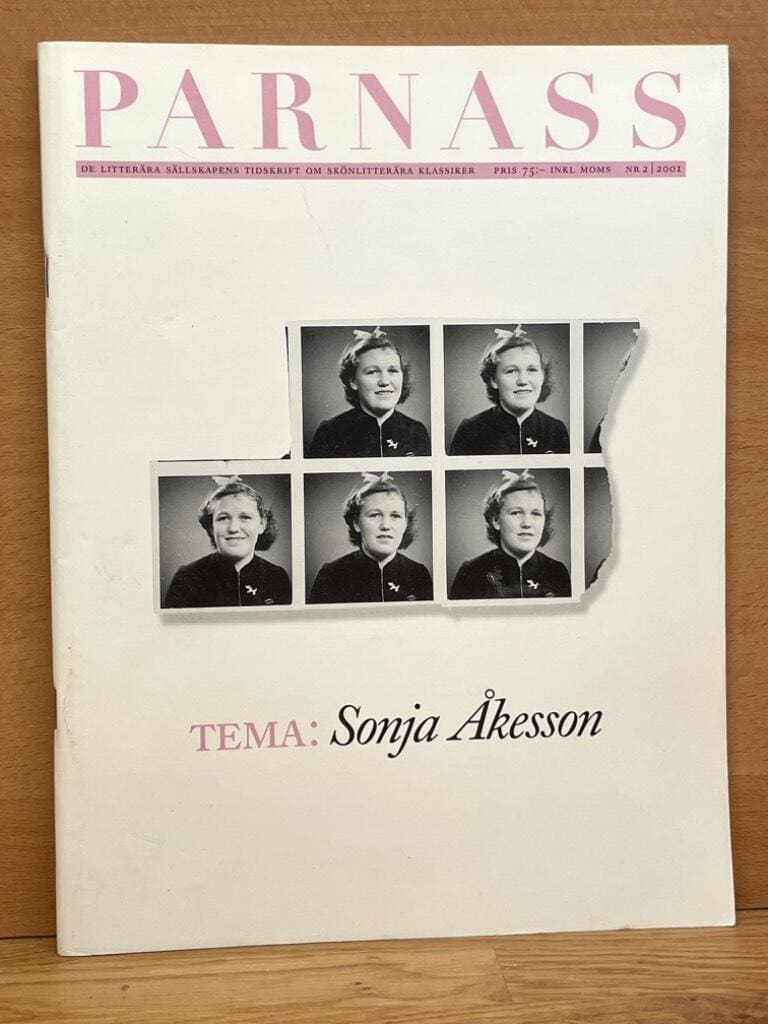 PARNASS
DE LITTERÄRA SÄLLSKAPENS TIDSKRIFT OM SKÖNLITTERÄRA KLASSIKER PRIS 75:– INKL MOMS NR 2 | 2001
TEMA: Sonja Åkesson